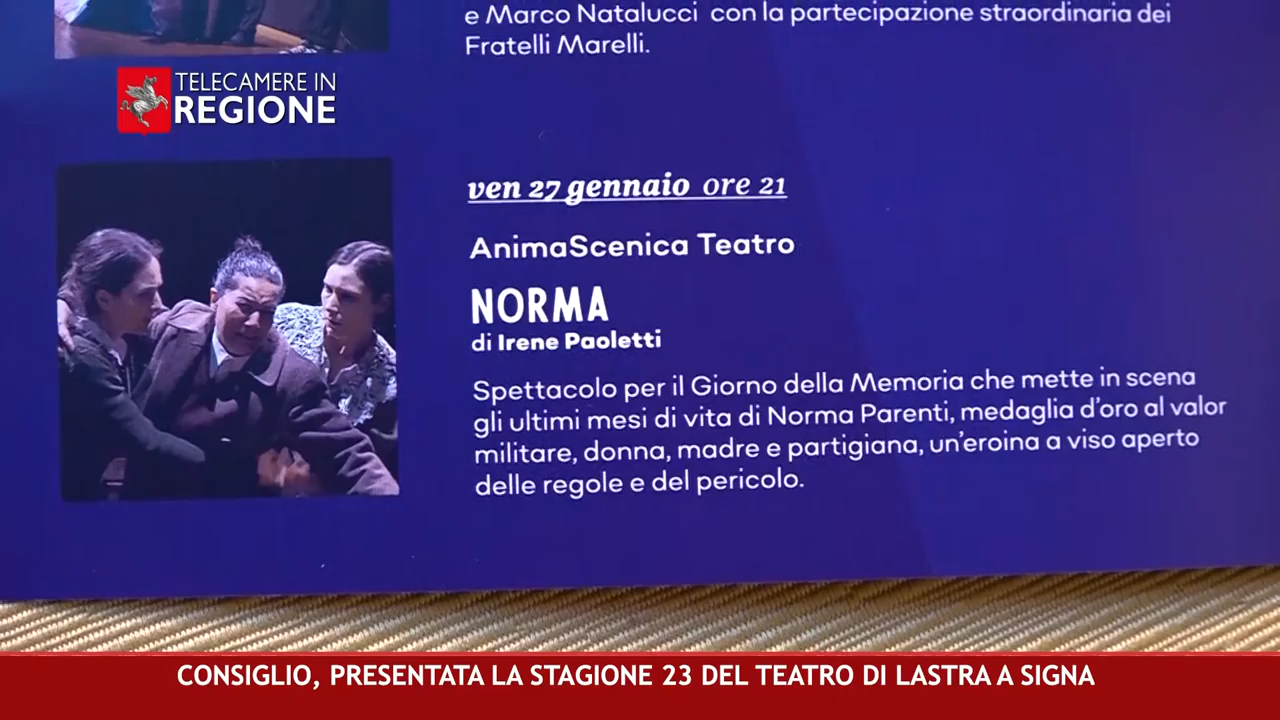 e Marco Natalucci con la partecipazione straordinaria dei
Fratelli Marelli.
TELECAMERE IN
REGIONE
ven 27 gennaio ore 21
AnimaScenica Teatro
NORMA
di Irene Paoletti
Spettacolo per il Giorno della Memoria che mette in scena
gli ultimi mesi di vita di Norma Parenti, medaglia d'oro al valor
militare, donna, madre e partigiana, un'eroina a viso aperto
delle regole e del pericolo.
CONSIGLIO, PRESENTATA LA STAGIONE 23 DEL TEATRO DI LASTRA A SIGNA